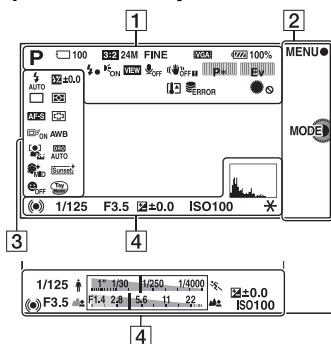 1 2
P 100 3:2 24M FINE VGA 100% MENU
AUTO ±0.0 ON VIEW OFF P* Ev
ERROR
AF-S
ON AWB MODE
DRO
AUTO
MID Sunset+
OFF Toy
1/125 F3.5 ±0.0 ISO100
3 4
1/125 1" 1/30 1/250 1/4000 ±0.0
F3.5 F1.4 2.8 5.6 11 22 ISO100
4